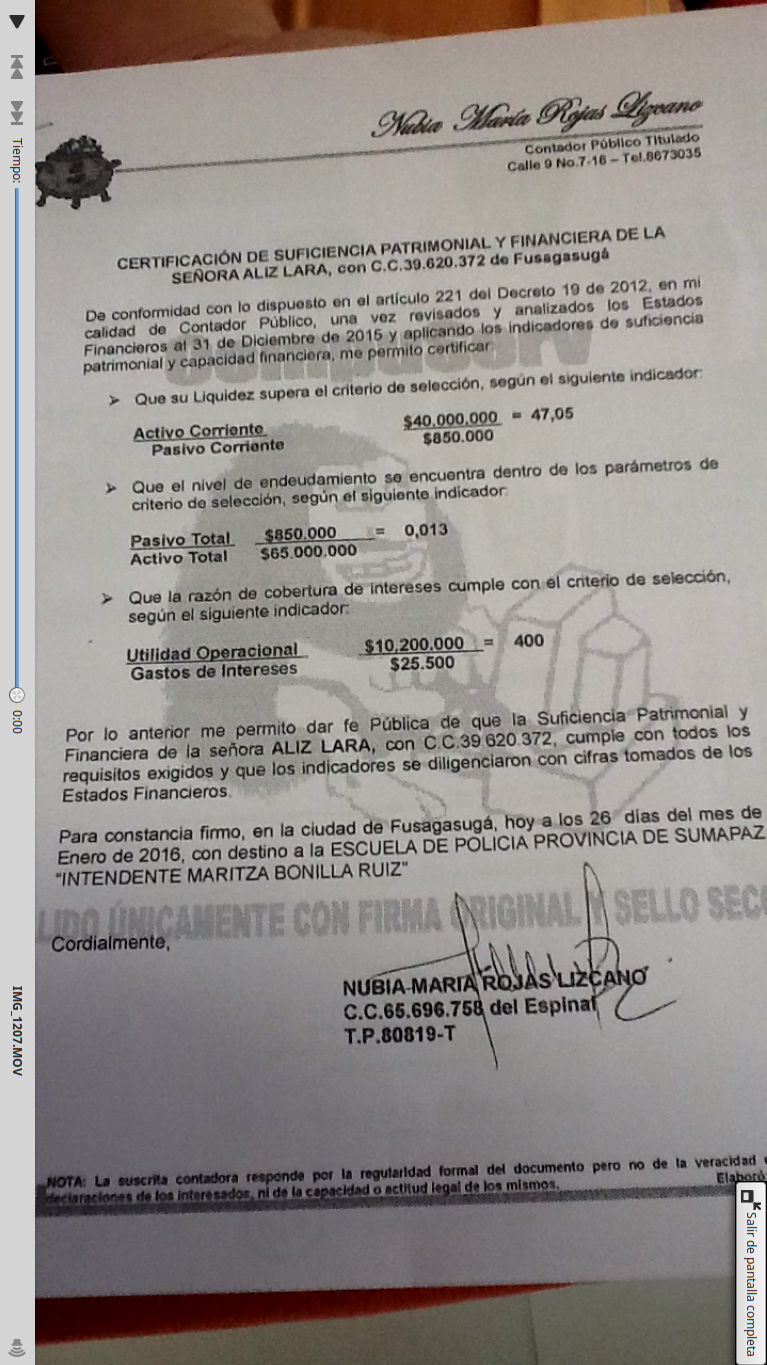 Nubia María Rojas Lizcano
Contador Público Titulado
Calle 9 No.7-16 – Tel.8673035
CERTIFICACIÓN DE SUFICIENCIA PATRIMONIAL Y FINANCIERA DE LA
SEÑORA ALIZ LARA, con C.C.39.620.372 de Fusagasugá
De conformidad con lo dispuesto en el artículo 221 del Decreto 19 de 2012, en mi
calidad de Contador Público, una vez revisados y analizados los Estados
Financieros al 31 de Diciembre de 2015 y aplicando los indicadores de suficiencia
patrimonial y capacidad financiera, me permito certificar:
➢ Que su Liquidez supera el criterio de selección, según el siguiente indicador:
Activo Corriente $40.000.000 = 47,05
Pasivo Corriente $850.000
➢ Que el nivel de endeudamiento se encuentra dentro de los parámetros de
criterio de selección, según el siguiente indicador:
Pasivo Total $850.000 = 0,013
Activo Total $65.000.000
➢ Que la razón de cobertura de intereses cumple con el criterio de selección,
según el siguiente indicador:
Utilidad Operacional $10.200.000 = 400
Gastos de Intereses $25.500
Por lo anterior me permito dar fe Pública de que la Suficiencia Patrimonial y
Financiera de la señora ALIZ LARA, con C.C.39.620.372, cumple con todos los
requisitos exigidos y que los indicadores se diligenciaron con cifras tomados de los
Estados Financieros.
Para constancia firmo, en la ciudad de Fusagasugá, hoy a los 26 días del mes de
Enero de 2016, con destino a la ESCUELA DE POLICIA PROVINCIA DE SUMAPAZ
"INTENDENTE MARITZA BONILLA RUIZ"
LIDO ÚNICAMENTE CON FIRMA ORIGINAL Y SELLO SECO
Cordialmente,
NUBIA MARIA ROJAS LIZCANO
C.C.65.696.758 del Espinal
T.P.80819-T
NOTA: La suscrita contadora responde por la regularidad formal del documento pero no de la veracidad
declaraciones de los interesados, ni de la capacidad o actitud legal de los mismos. Elaboró
Tiempo:
0:00
IMG_1207.MOV
Salir de pantalla completa